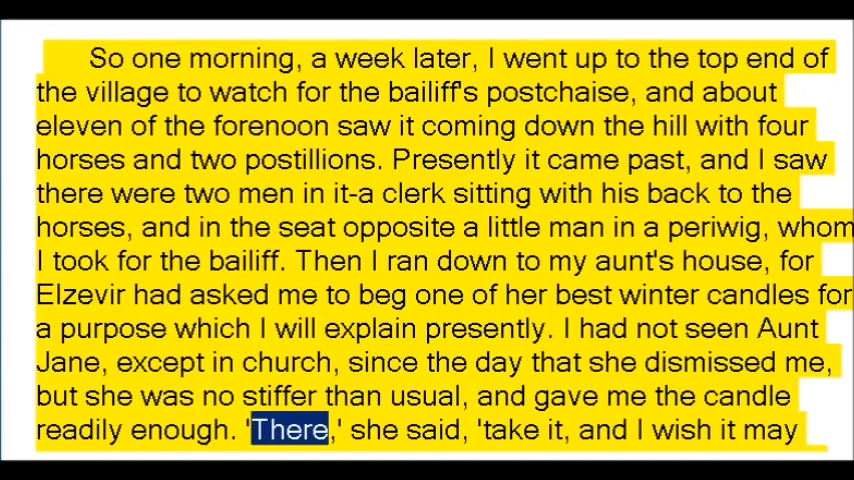 So one morning, a week later, I went up to the top end of
the village to watch for the bailiff's postchaise, and about
eleven of the forenoon saw it coming down the hill with four
horses and two postillions. Presently it came past, and I saw
there were two men in it-a clerk sitting with his back to the
horses, and in the seat opposite a little man in a periwig, whom
I took for the bailiff. Then I ran down to my aunt's house, for
Elzevir had asked me to beg one of her best winter candles for
a purpose which I will explain presently. I had not seen Aunt
Jane, except in church, since the day that she dismissed me,
but she was no stiffer than usual, and gave me the candle
readily enough. 'There,' she said, 'take it, and I wish it may